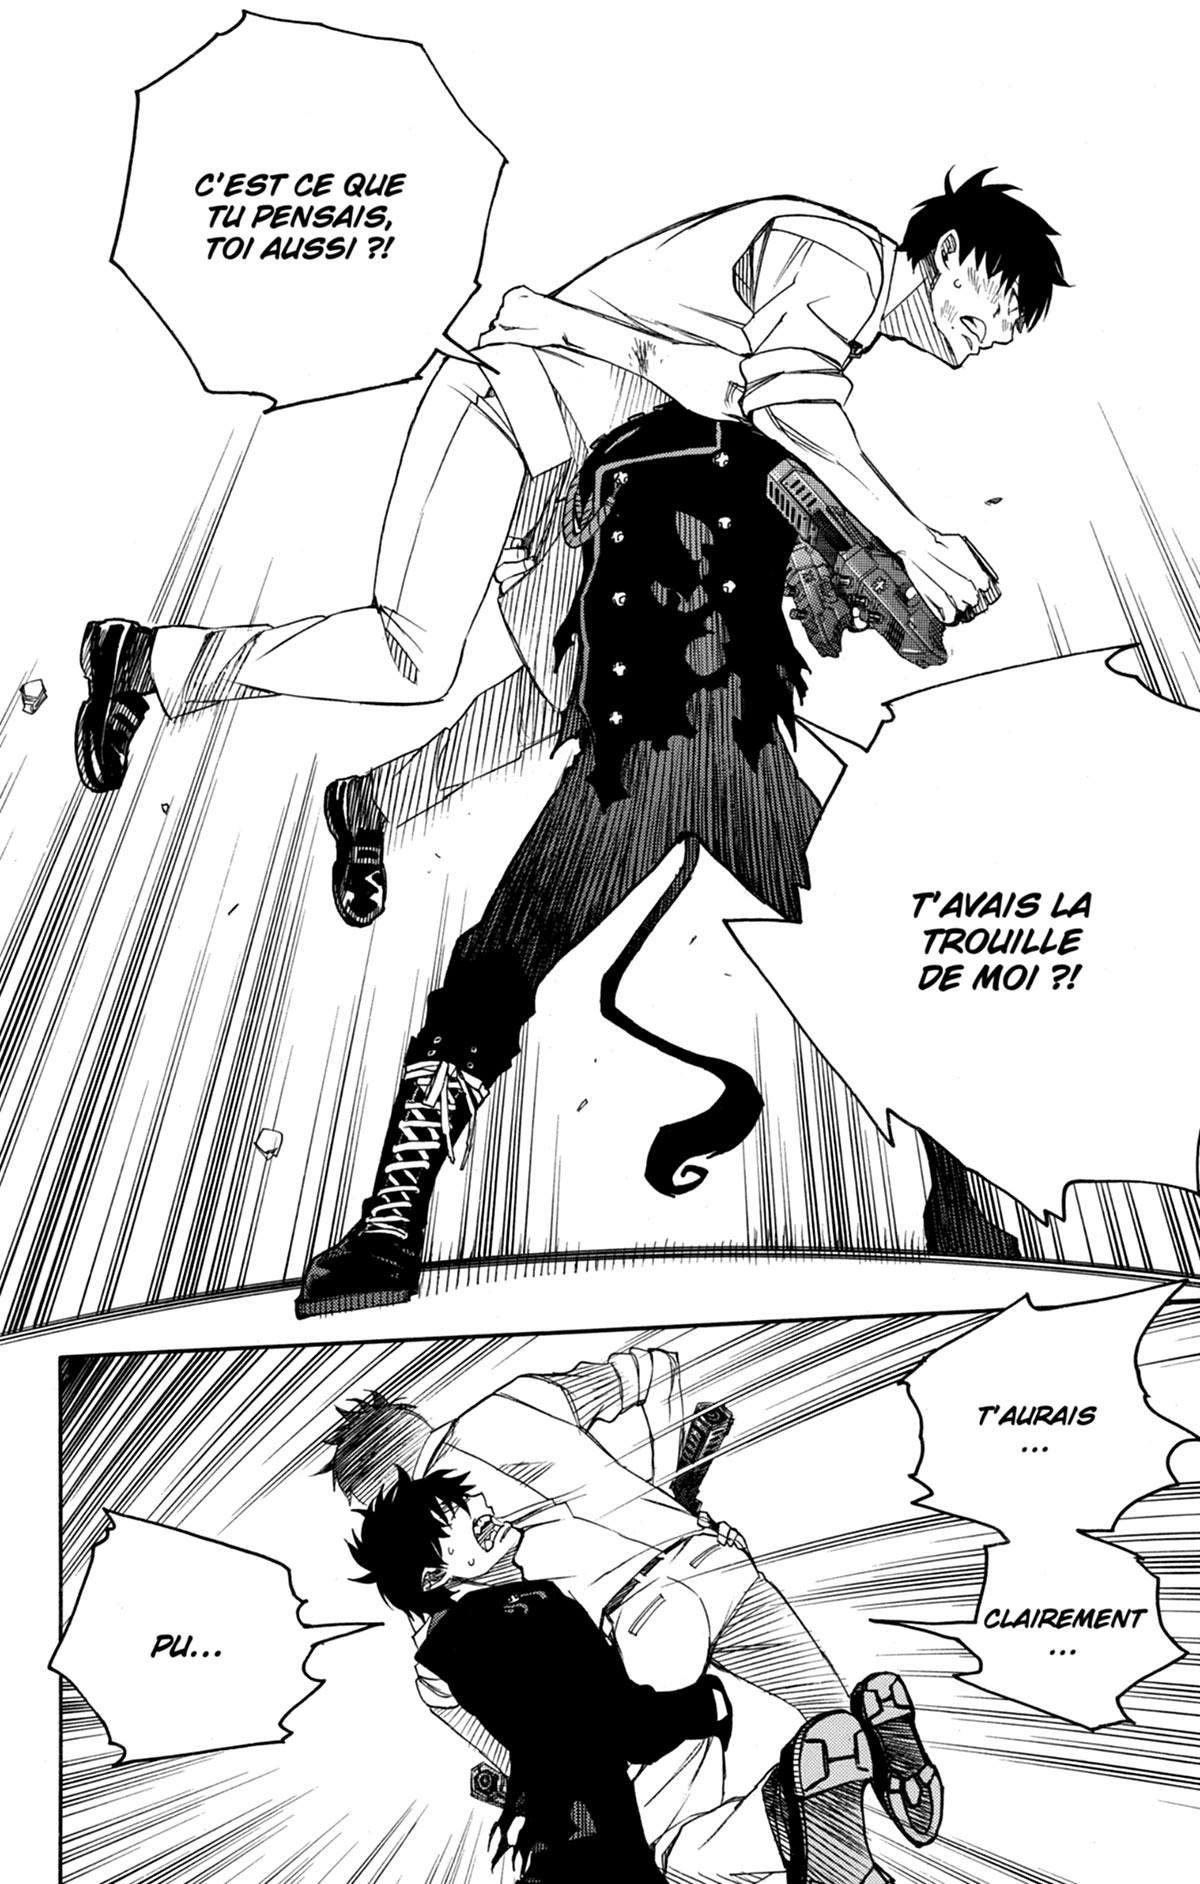 C'EST CE QUE
TU PENSAIS,
TOI AUSSI ?!
T'AVAIS LA
TROUILLE
DE MOI ?!
T'AURAIS
...
CLAIREMENT
...
PU...